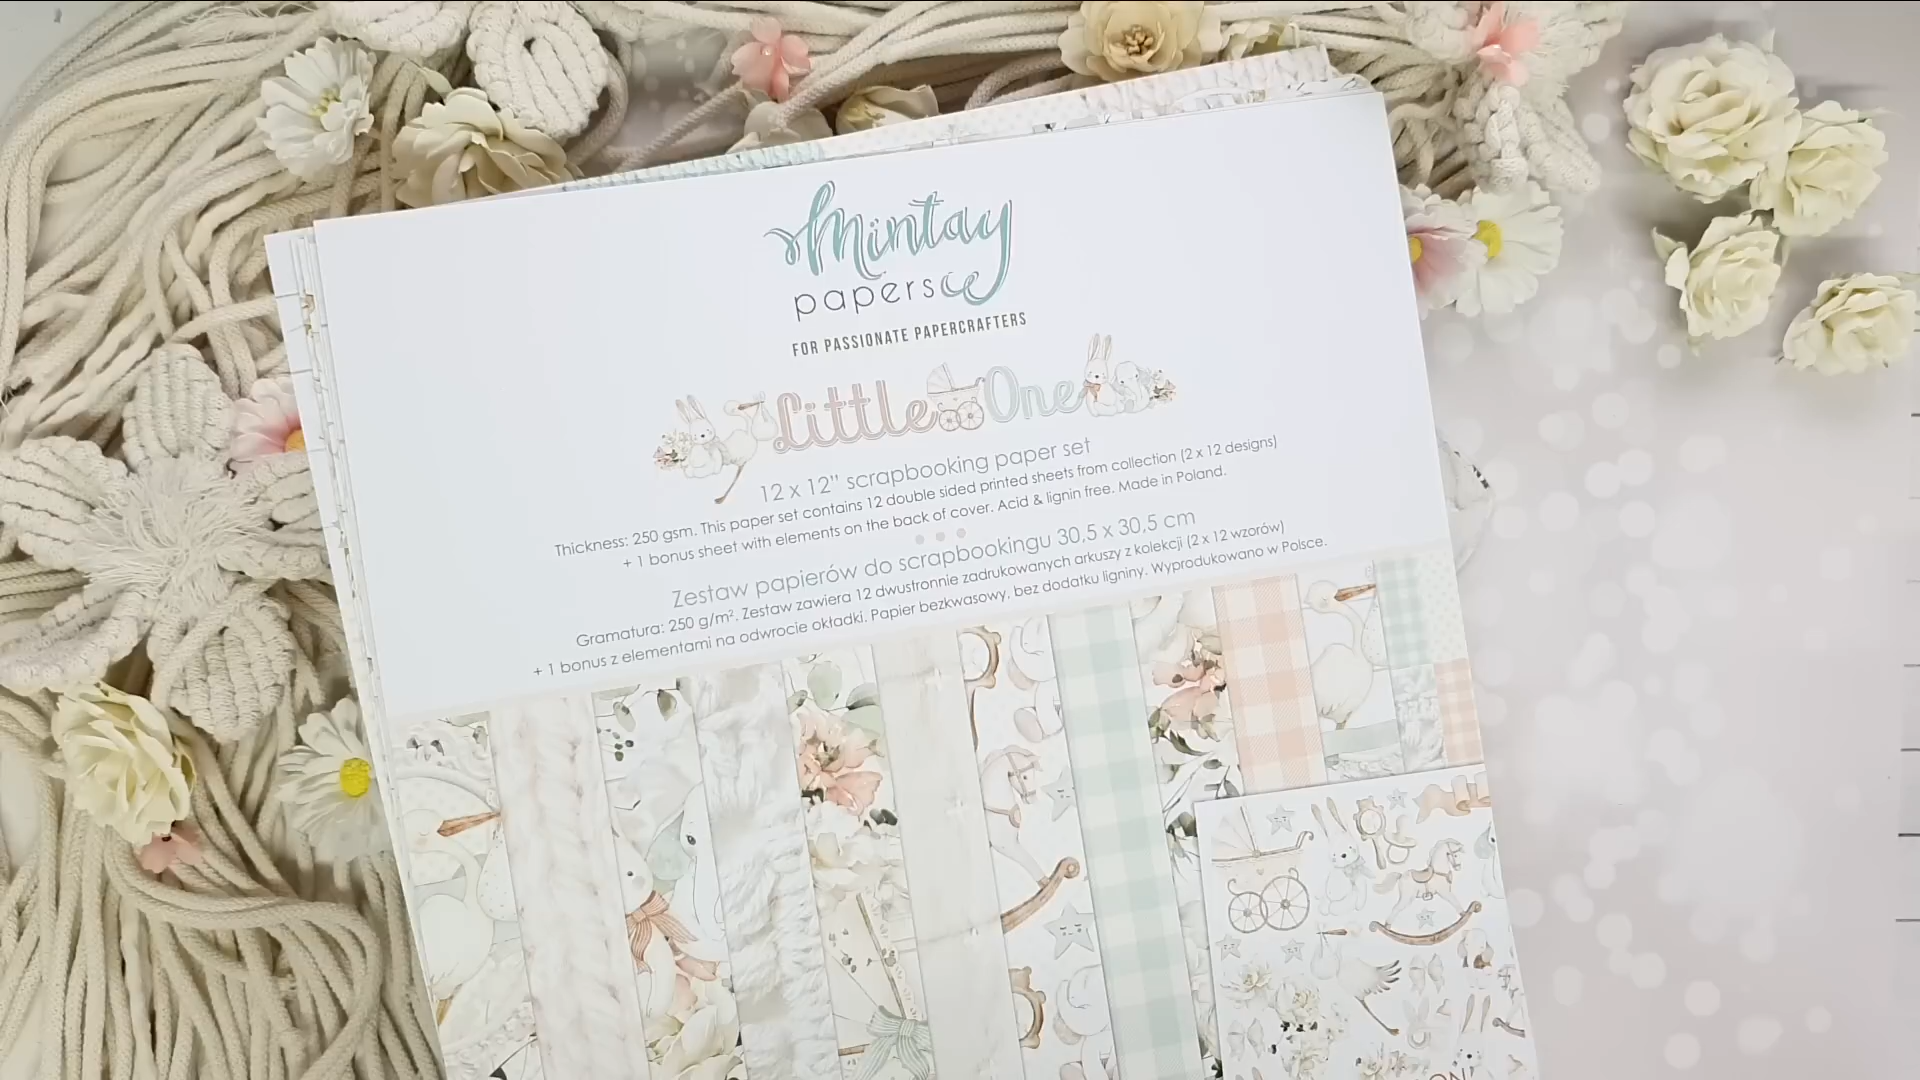 Mintay
papers
FOR PASSIONATE PAPERCRAFTERS
Little One
12 x 12" scrapbooking paper set
Thickness: 250 gsm. This paper set contains 12 double sided printed sheets from collection (2 x 12 designs)
+ 1 bonus sheet with elements on the back of cover. Acid & lignin free. Made in Poland.
Zestaw papierów do scrapbookingu 30,5 x 30,5 cm
Gramatura: 250 g/m². Zestaw zawiera 12 dwustronnie zadrukowanych arkuszy z kolekcji (2 x 12 wzorów)
+ 1 bonus z elementami na odwrocie okładki. Papier bezkwasowy, bez dodatku ligniny. Wyprodukowano w Polsce.